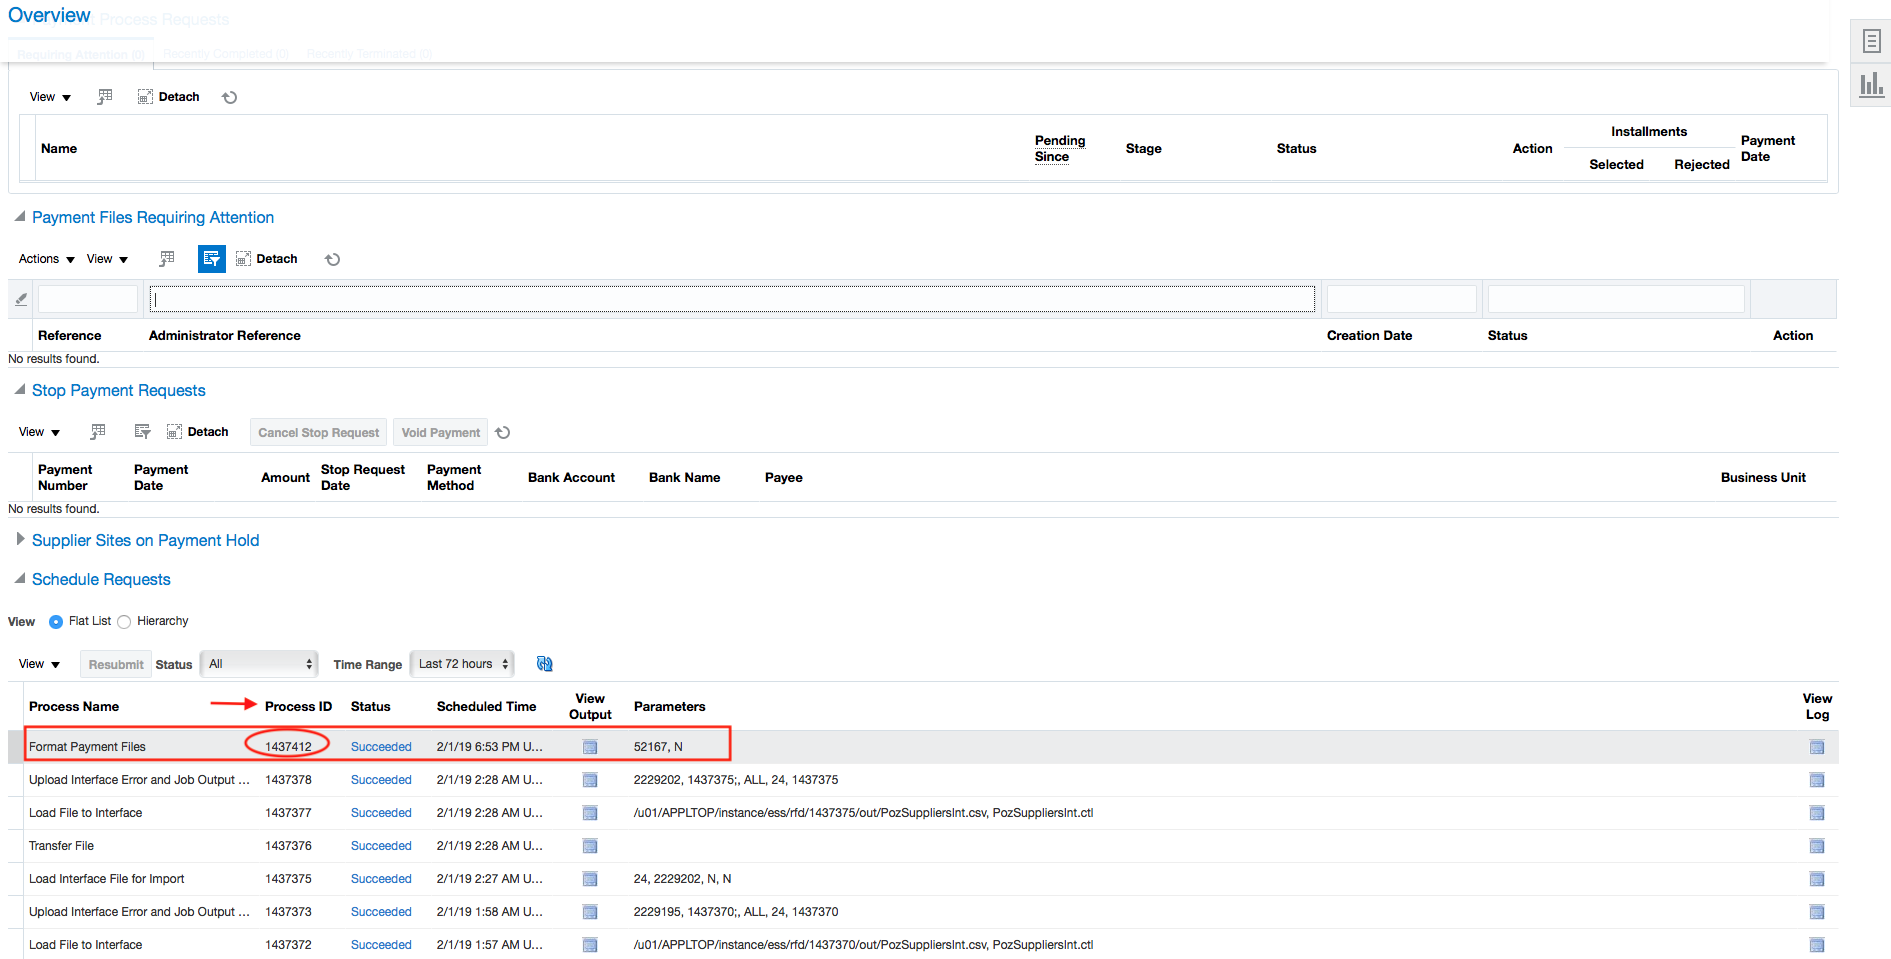 Overview
Process Requests
Requiring Attention (0) Recently Completed (0) Recently Terminated (0)
View Detach
Name Pending Since Stage Status Action Installments Selected Rejected Payment Date
Payment Files Requiring Attention
Actions View Detach
Reference Administrator Reference Creation Date Status Action
No results found.
Stop Payment Requests
View Detach Cancel Stop Request Void Payment
Payment Number Payment Date Amount Stop Request Date Payment Method Bank Account Bank Name Payee Business Unit
No results found.
Supplier Sites on Payment Hold
Schedule Requests
View Flat List Hierarchy
View Resubmit Status All Time Range Last 72 hours
Process Name Process ID Status Scheduled Time View Output Parameters View Log
Format Payment Files 1437412 Succeeded 2/1/19 6:53 PM U... 52167, N
Upload Interface Error and Job Output ... 1437378 Succeeded 2/1/19 2:28 AM U... 2229202, 1437375;, ALL, 24, 1437375
Load File to Interface 1437377 Succeeded 2/1/19 2:28 AM U... /u01/APPLTOP/instance/ess/rfd/1437375/out/PozSuppliersInt.csv, PozSuppliersInt.ctl
Transfer File 1437376 Succeeded 2/1/19 2:28 AM U...
Load Interface File for Import 1437375 Succeeded 2/1/19 2:27 AM U... 24, 2229202, N, N
Upload Interface Error and Job Output ... 1437373 Succeeded 2/1/19 1:58 AM U... 2229195, 1437370;, ALL, 24, 1437370
Load File to Interface 1437372 Succeeded 2/1/19 1:57 AM U... /u01/APPLTOP/instance/ess/rfd/1437370/out/PozSuppliersInt.csv, PozSuppliersInt.ctl